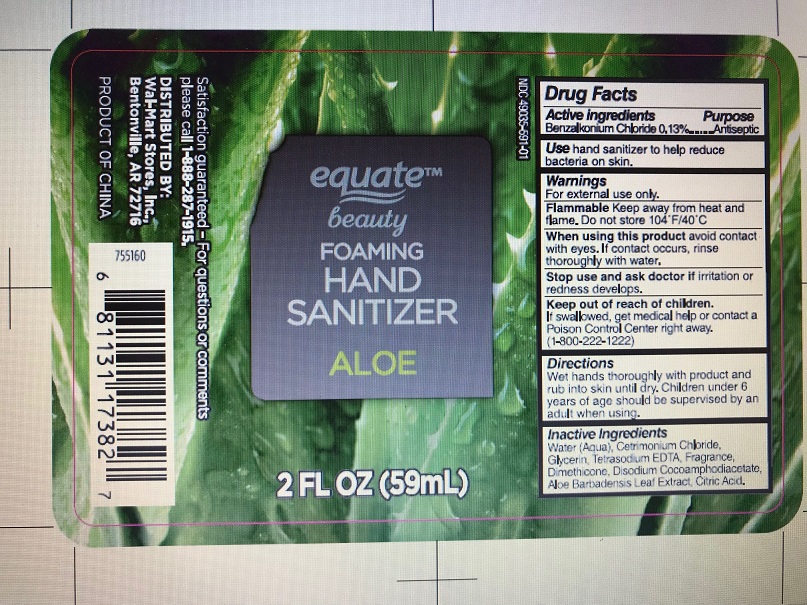 Satisfaction guaranteed – For questions or comments
please call 1-888-287-1915.
DISTRIBUTED BY:
Wal-Mart Stores, Inc.,
Bentonville, AR 72716
PRODUCT OF CHINA
755160
6 81131 17382 7
equate™
beauty
FOAMING
HAND
SANITIZER
ALOE
2 FL OZ (59mL)
NDC 49035-691-01
Drug Facts
Active ingredients Purpose
Benzalkonium Chloride 0.13%......Antiseptic
Use hand sanitizer to help reduce
bacteria on skin.
Warnings
For external use only.
Flammable Keep away from heat and
flame. Do not store 104°F/40°C
When using this product avoid contact
with eyes. If contact occurs, rinse
thoroughly with water.
Stop use and ask doctor if irritation or
redness develops.
Keep out of reach of children.
If swallowed, get medical help or contact a
Poison Control Center right away.
(1-800-222-1222)
Directions
Wet hands thoroughly with product and
rub into skin until dry. Children under 6
years of age should be supervised by an
adult when using.
Inactive Ingredients
Water (Aqua), Cetrimonium Chloride,
Glycerin, Tetrasodium EDTA, Fragrance,
Dimethicone, Disodium Cocoamphodiacetate,
Aloe Barbadensis Leaf Extract, Citric Acid.